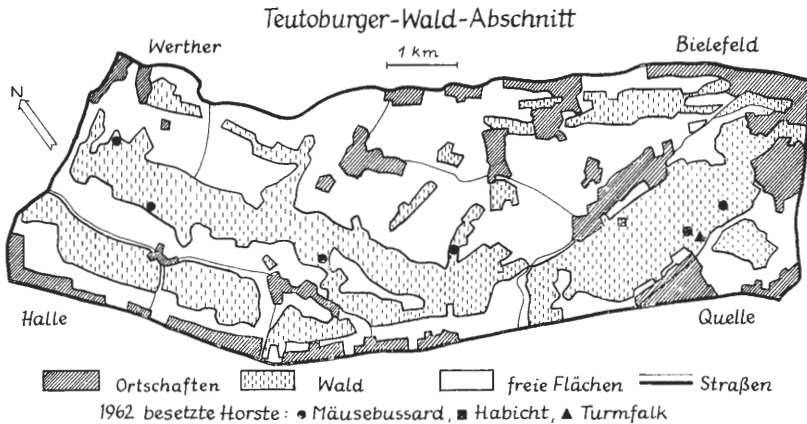 Teutoburger-Wald-Abschnitt
Werther
1 km
Bielefeld
N
Halle
Quelle
Ortschaften Wald freie Flächen Straßen
1962 besetzte Horste: Mäusebussard, Habicht, Turmfalk